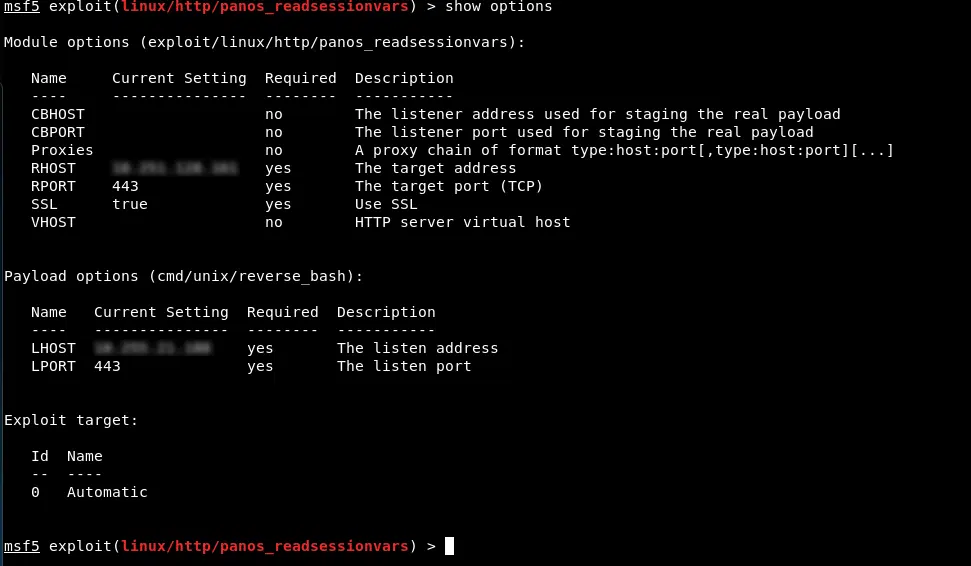 msf5 exploit(linux/http/panos_readsessionvars) > show options
Module options (exploit/linux/http/panos_readsessionvars):
Name Current Setting Required Description
---- --------------- -------- -----------
CBHOST no The listener address used for staging the real payload
CBPORT no The listener port used for staging the real payload
Proxies no A proxy chain of format type:host:port[,type:host:port][...]
RHOST yes The target address
RPORT 443 yes The target port (TCP)
SSL true yes Use SSL
VHOST no HTTP server virtual host
Payload options (cmd/unix/reverse_bash):
Name Current Setting Required Description
---- --------------- -------- -----------
LHOST yes The listen address
LPORT 443 yes The listen port
Exploit target:
Id Name
-- ----
0 Automatic
msf5 exploit(linux/http/panos_readsessionvars) >